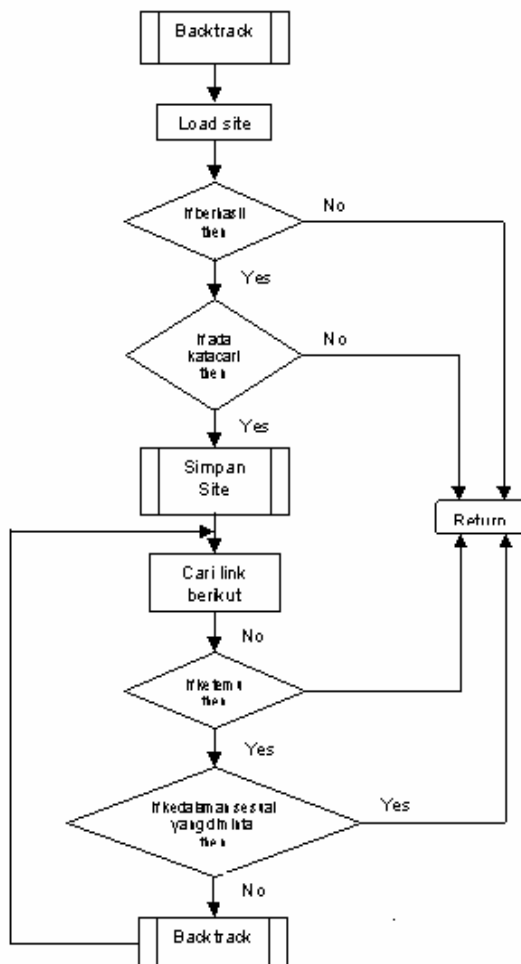 Backtrack
Load site
If berhasil
then
No
Yes
If ada
katacari
then
No
Yes
Simpan
Site
Return
Cari link
berikut
No
If ketemu
then
Yes
If kedalaman sesuai
yang diminta
then
Yes
No
Backtrack